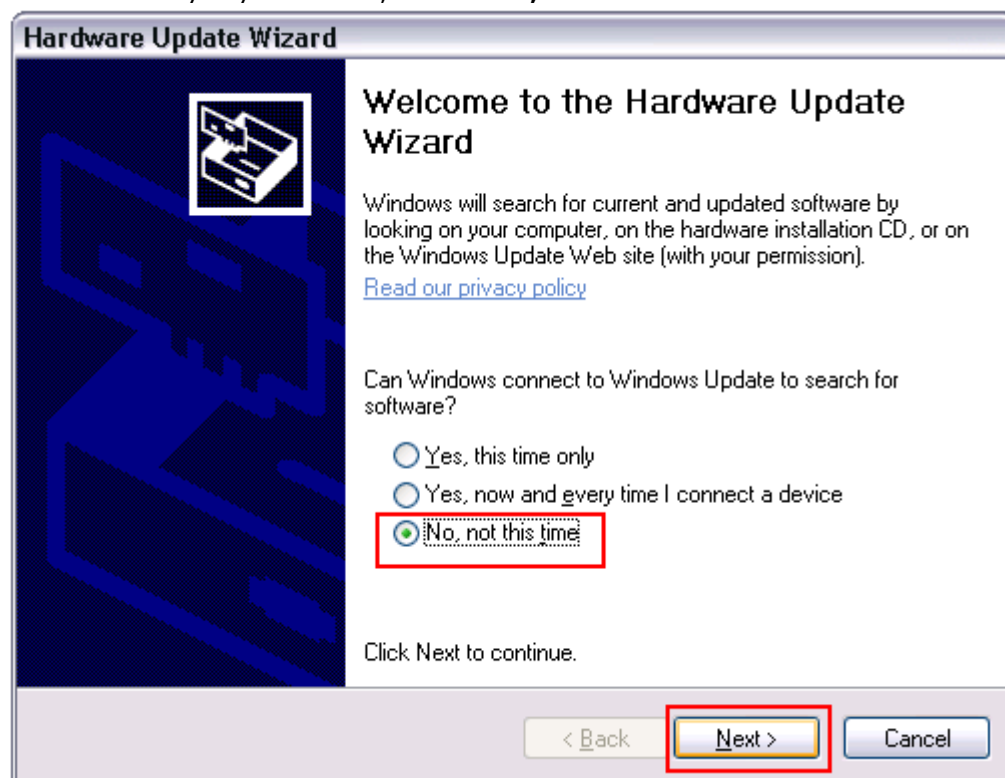 Hardware Update Wizard
Welcome to the Hardware Update
Wizard
Windows will search for current and updated software by
looking on your computer, on the hardware installation CD, or on
the Windows Update Web site (with your permission).
Read our privacy policy
Can Windows connect to Windows Update to search for
software?
Yes, this time only
Yes, now and every time I connect a device
No, not this time
Click Next to continue.
< Back Next > Cancel